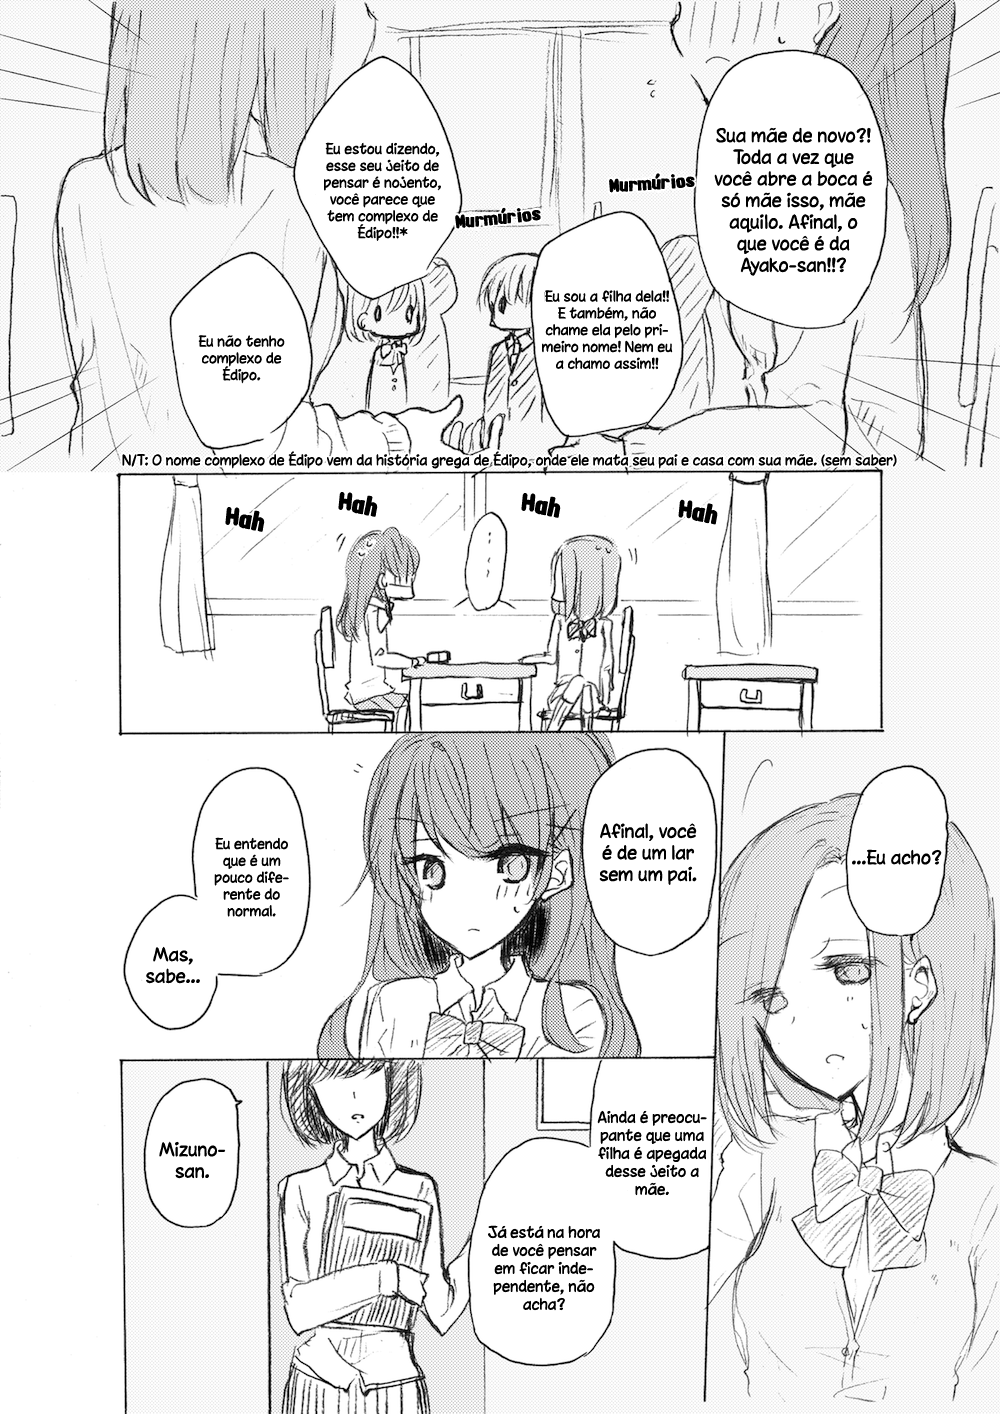 Sua mãe de novo?!
Toda a vez que
você abre a boca é
só mãe isso, mãe
aquilo. Afinal, o
que você é da
Ayako-san!!?
Murmúrios
Eu sou a filha dela!!
E também, não
chame ela pelo pri-
meiro nome! Nem eu
a chamo assim!!
Murmúrios
Eu estou dizendo,
esse seu jeito de
pensar é nojento,
você parece que
tem complexo de
Édipo!!*
Eu não tenho
complexo de
Édipo.
N/T: O nome complexo de Édipo vem da história grega de Édipo, onde ele mata seu pai e casa com sua mãe. (sem saber)
Hah
Hah
...
Hah
Hah
...Eu acho?
Afinal, você
é de um lar
sem um pai.
Eu entendo
que é um
pouco dife-
rente do
normal.
Mas,
sabe...
Ainda é preocu-
pante que uma
filha é apegada
desse jeito a
mãe.
Já está na hora
de você pensar
em ficar inde-
pendente, não
acha?
Mizuno-
san.